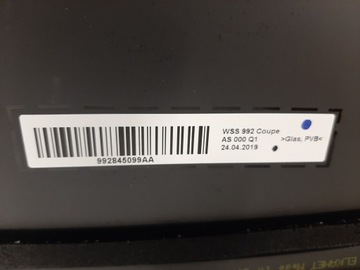 WSS 992 Coupe
AS 000 Q1 >Glas, PVB<
24.04.2019
992845099AA